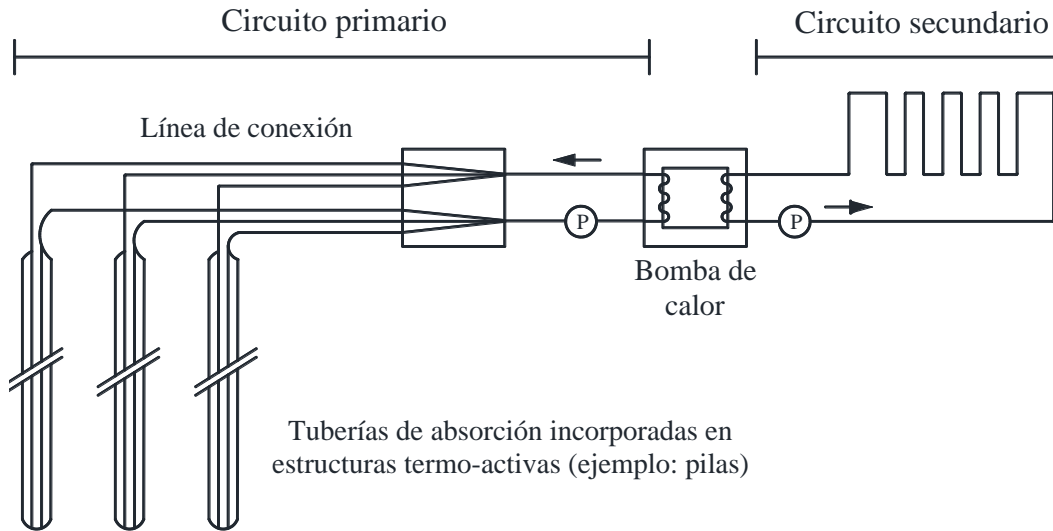 Circuito primario
Circuito secundario
Línea de conexión
P
P
Bomba de
calor
Tuberías de absorción incorporadas en
estructuras termo-activas (ejemplo: pilas)